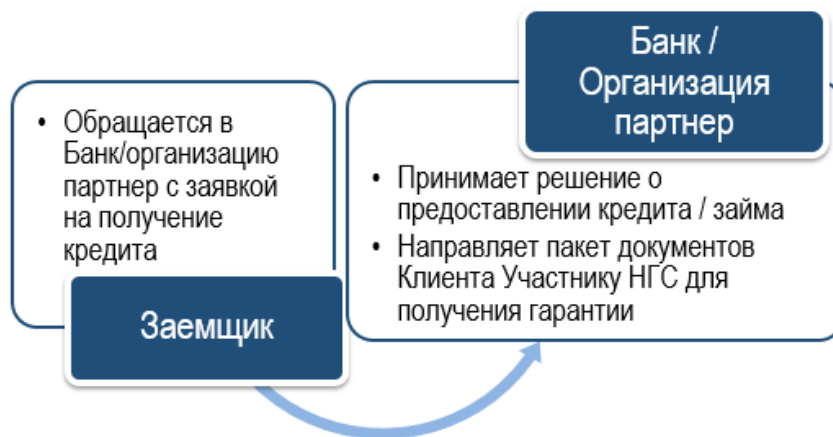 • Обращается в
Банк/организацию
партнер с заявкой
на получение
кредита
Заемщик
Банк /
Организация
партнер
• Принимает решение о
предоставлении кредита / займа
• Направляет пакет документов
Клиента Участнику НГС для
получения гарантии